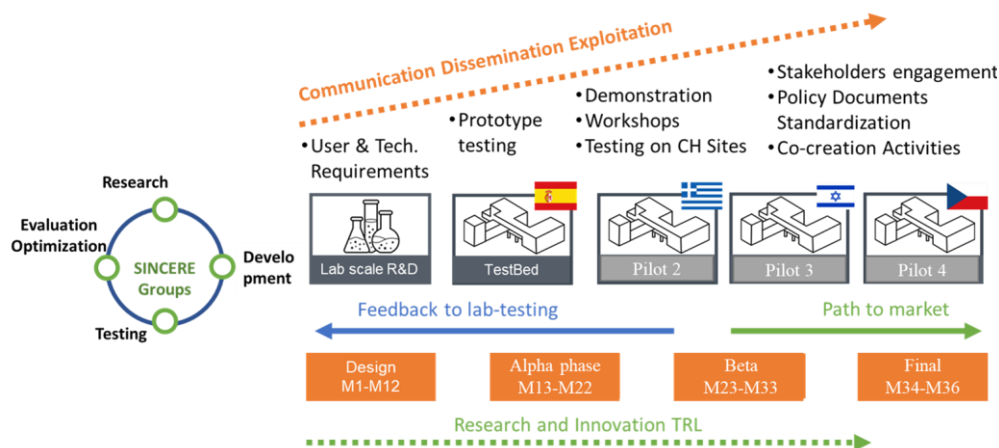 Communication Dissemination Exploitation
•User & Tech.
Requirements
•Prototype
testing
•Demonstration
•Workshops
•Testing on CH Sites
•Stakeholders engagement
•Policy Documents
Standardization
•Co-creation Activities
Research
Evaluation
Optimization
SINCERE
Groups
Develo
pment
Testing
Lab scale R&D
TestBed
Pilot 2
Pilot 3
Pilot 4
Feedback to lab-testing
Path to market
Design
M1-M12
Alpha phase
M13-M22
Beta
M23-M33
Final
M34-M36
Research and Innovation TRL